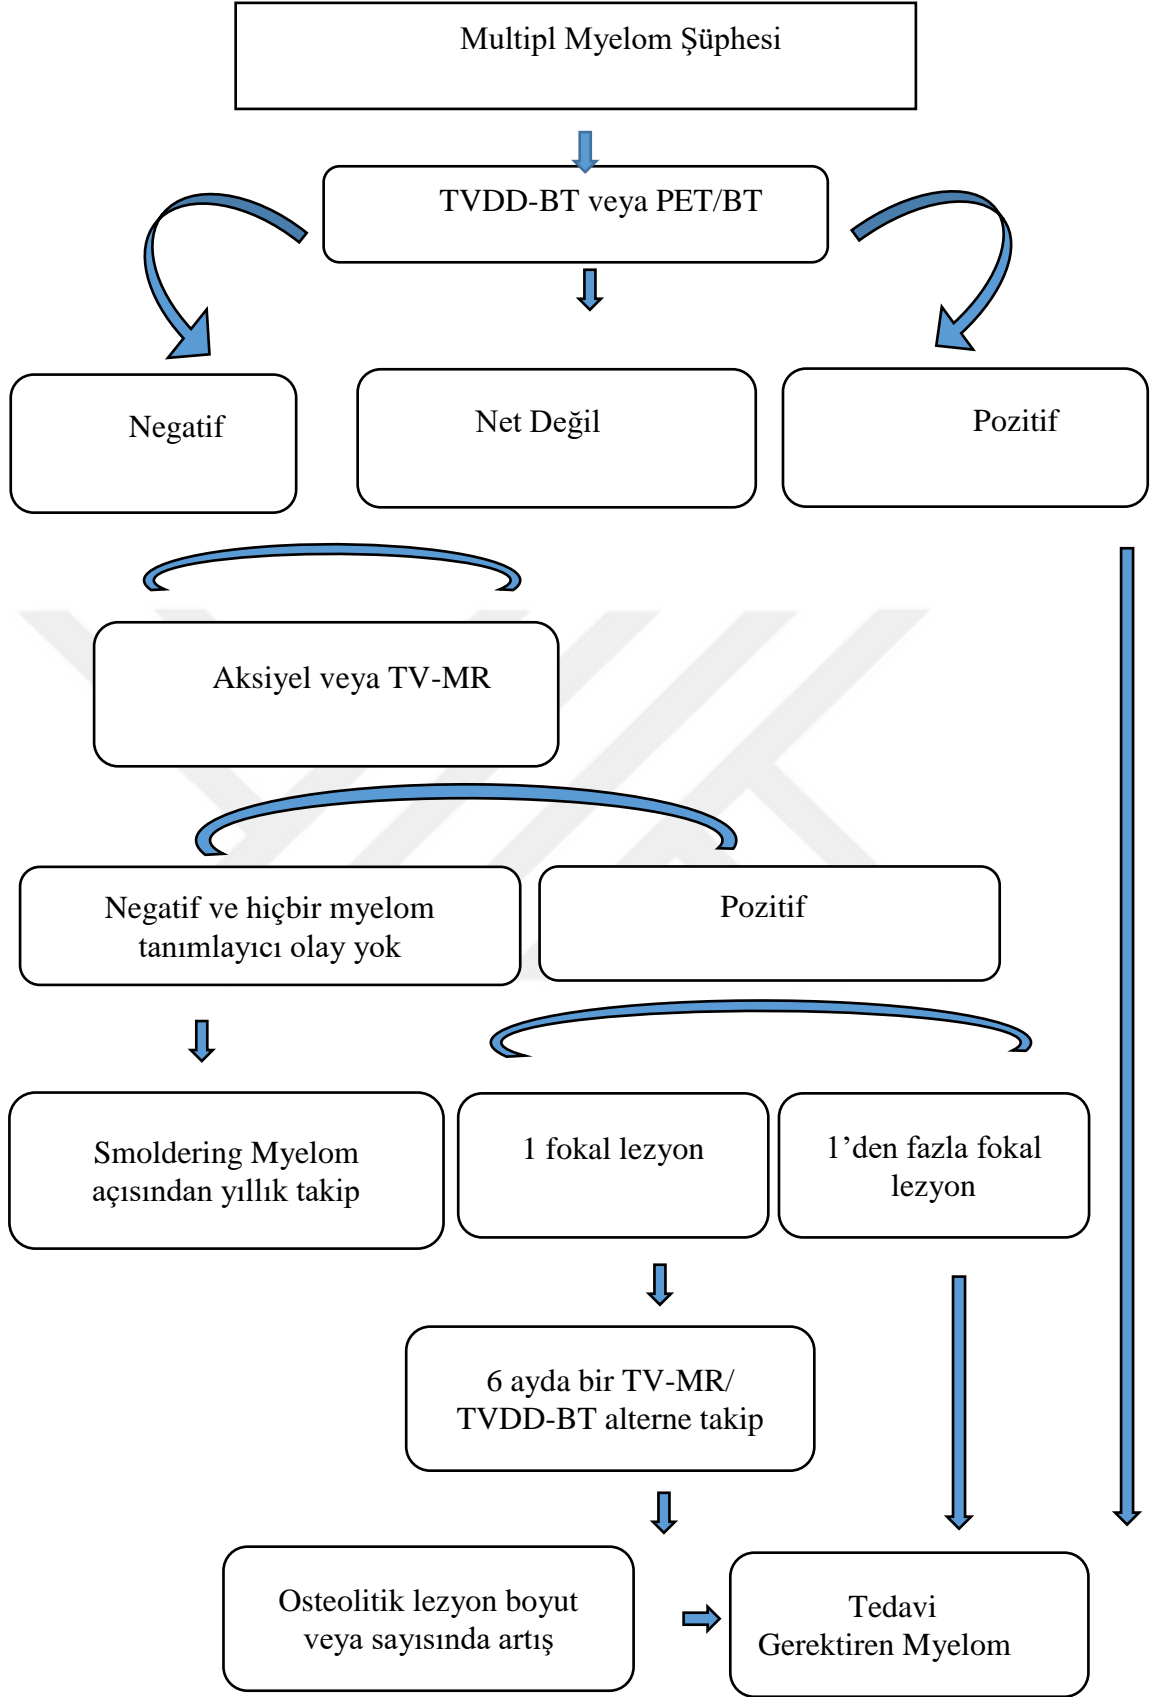 Multipl Myelom Şüphesi
TVDD-BT veya PET/BT
Negatif
Net Değil
Pozitif
Aksiyel veya TV-MR
Negatif ve hiçbir myelom
tanımlayıcı olay yok
Pozitif
Smoldering Myelom
açısından yıllık takip
1 fokal lezyon
1’den fazla fokal
lezyon
6 ayda bir TV-MR/
TVDD-BT alterne takip
Osteolitik lezyon boyut
veya sayısında artış
Tedavi
Gerektiren Myelom